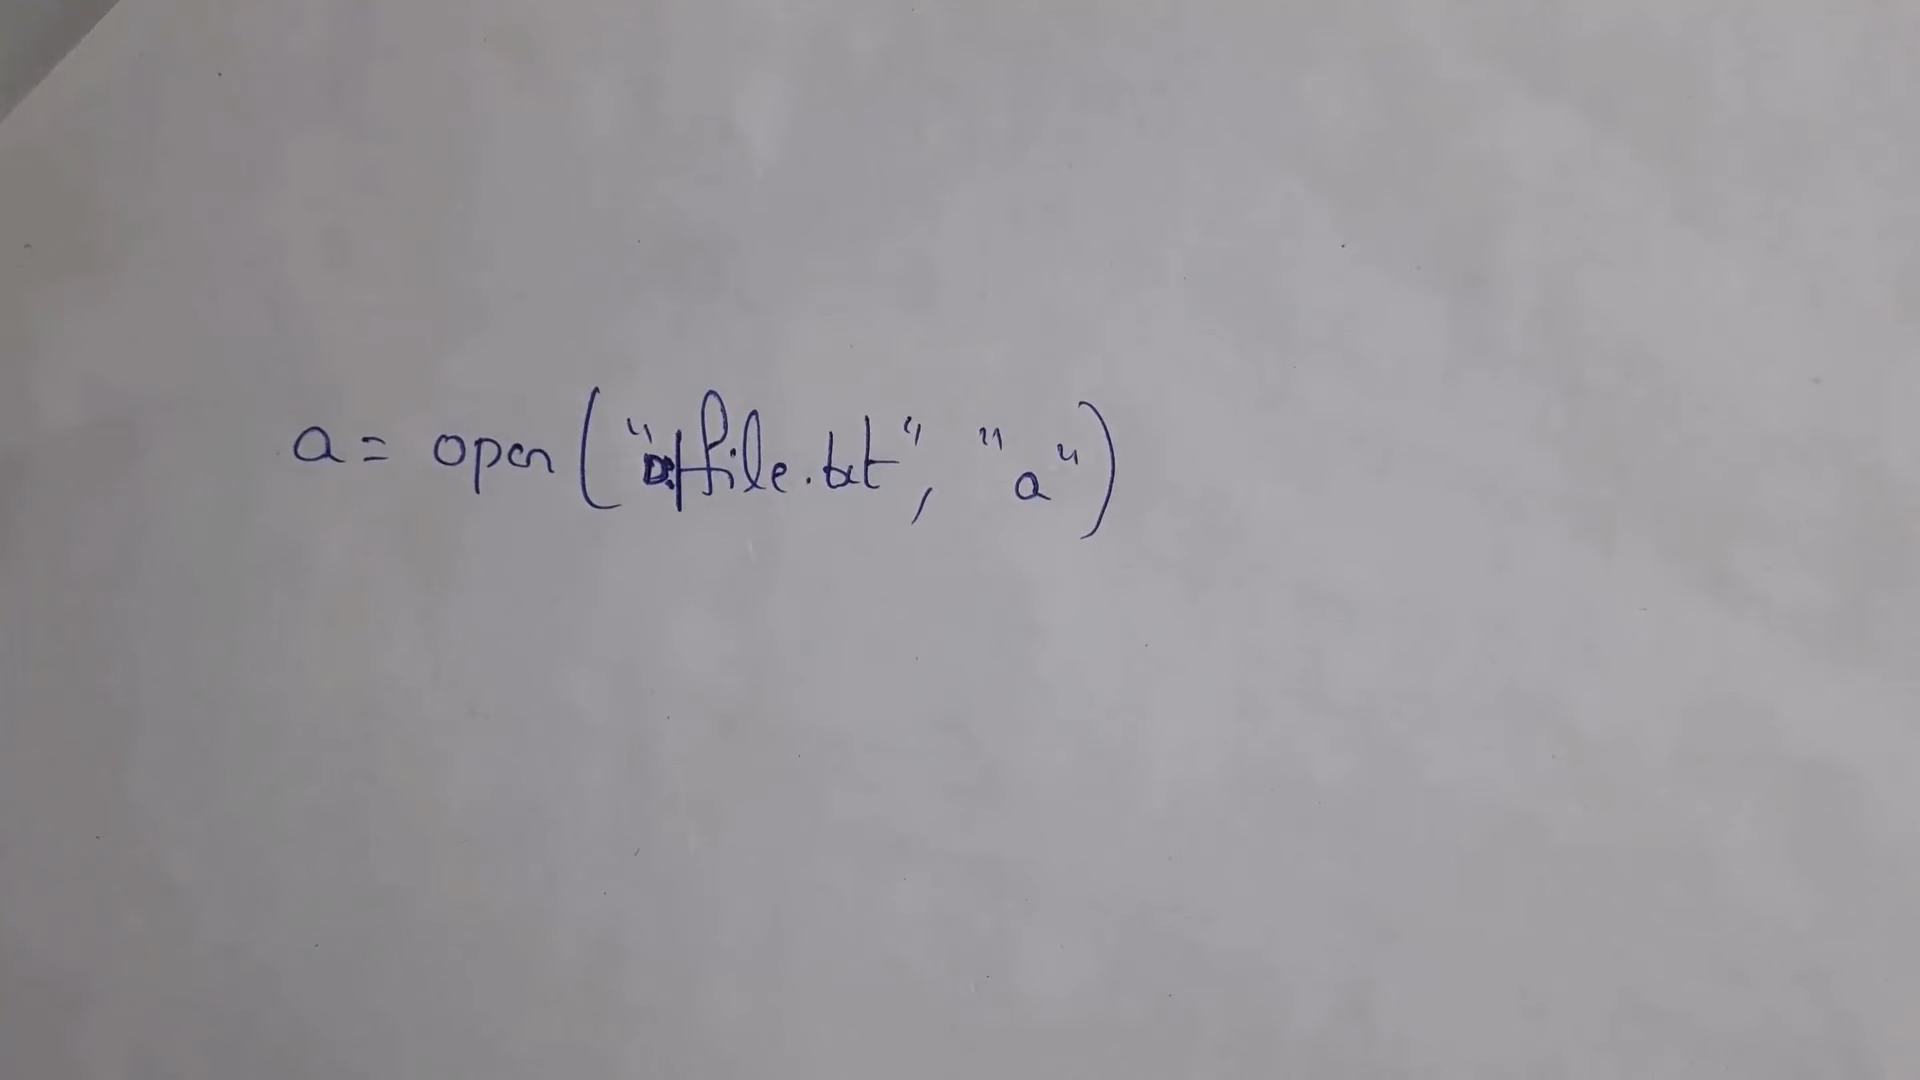 a = open("file.txt", "a")